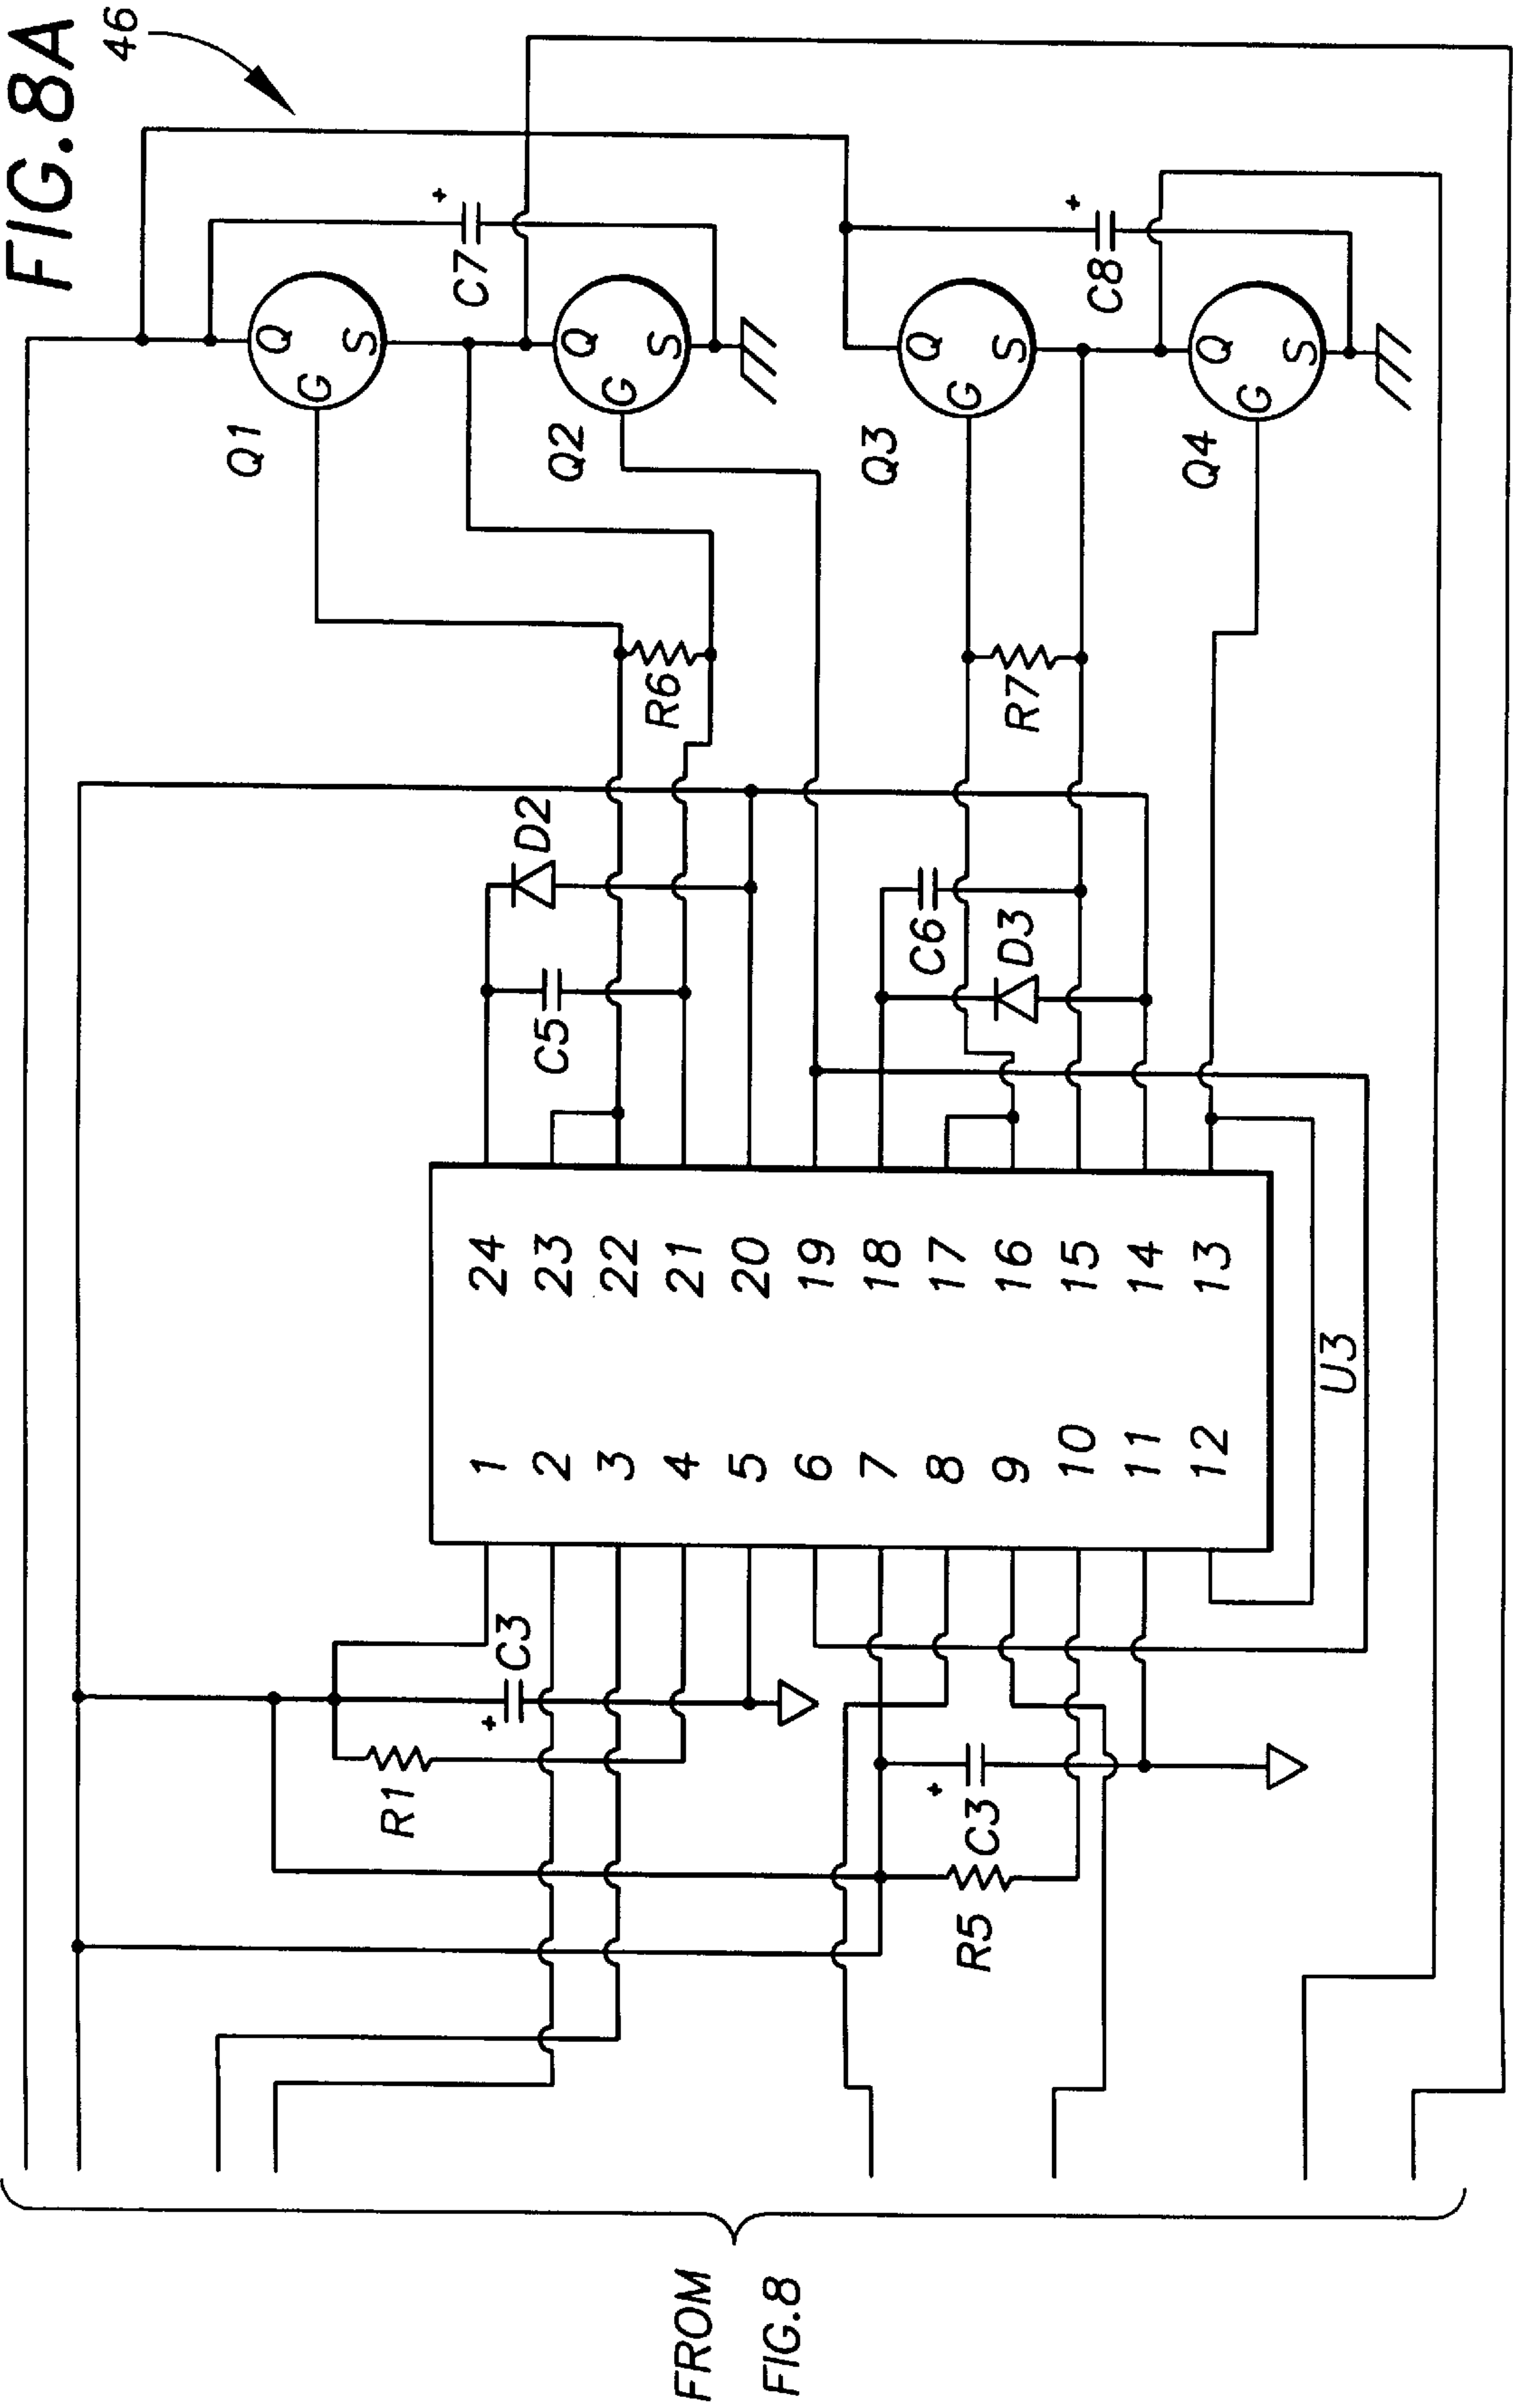 FIG.8A
46
Q1
Q
G
S
C7
+
Q2
Q
G
S
Q3
Q
G
S
C8
+
Q4
Q
G
S
R6
R7
D2
C5
C6
D3
24
23
22
21
20
19
18
17
16
15
14
13
1
2
3
4
5
6
7
8
9
10
11
12
U3
C3
+
R1
C3
+
R5
FROM
FIG.8